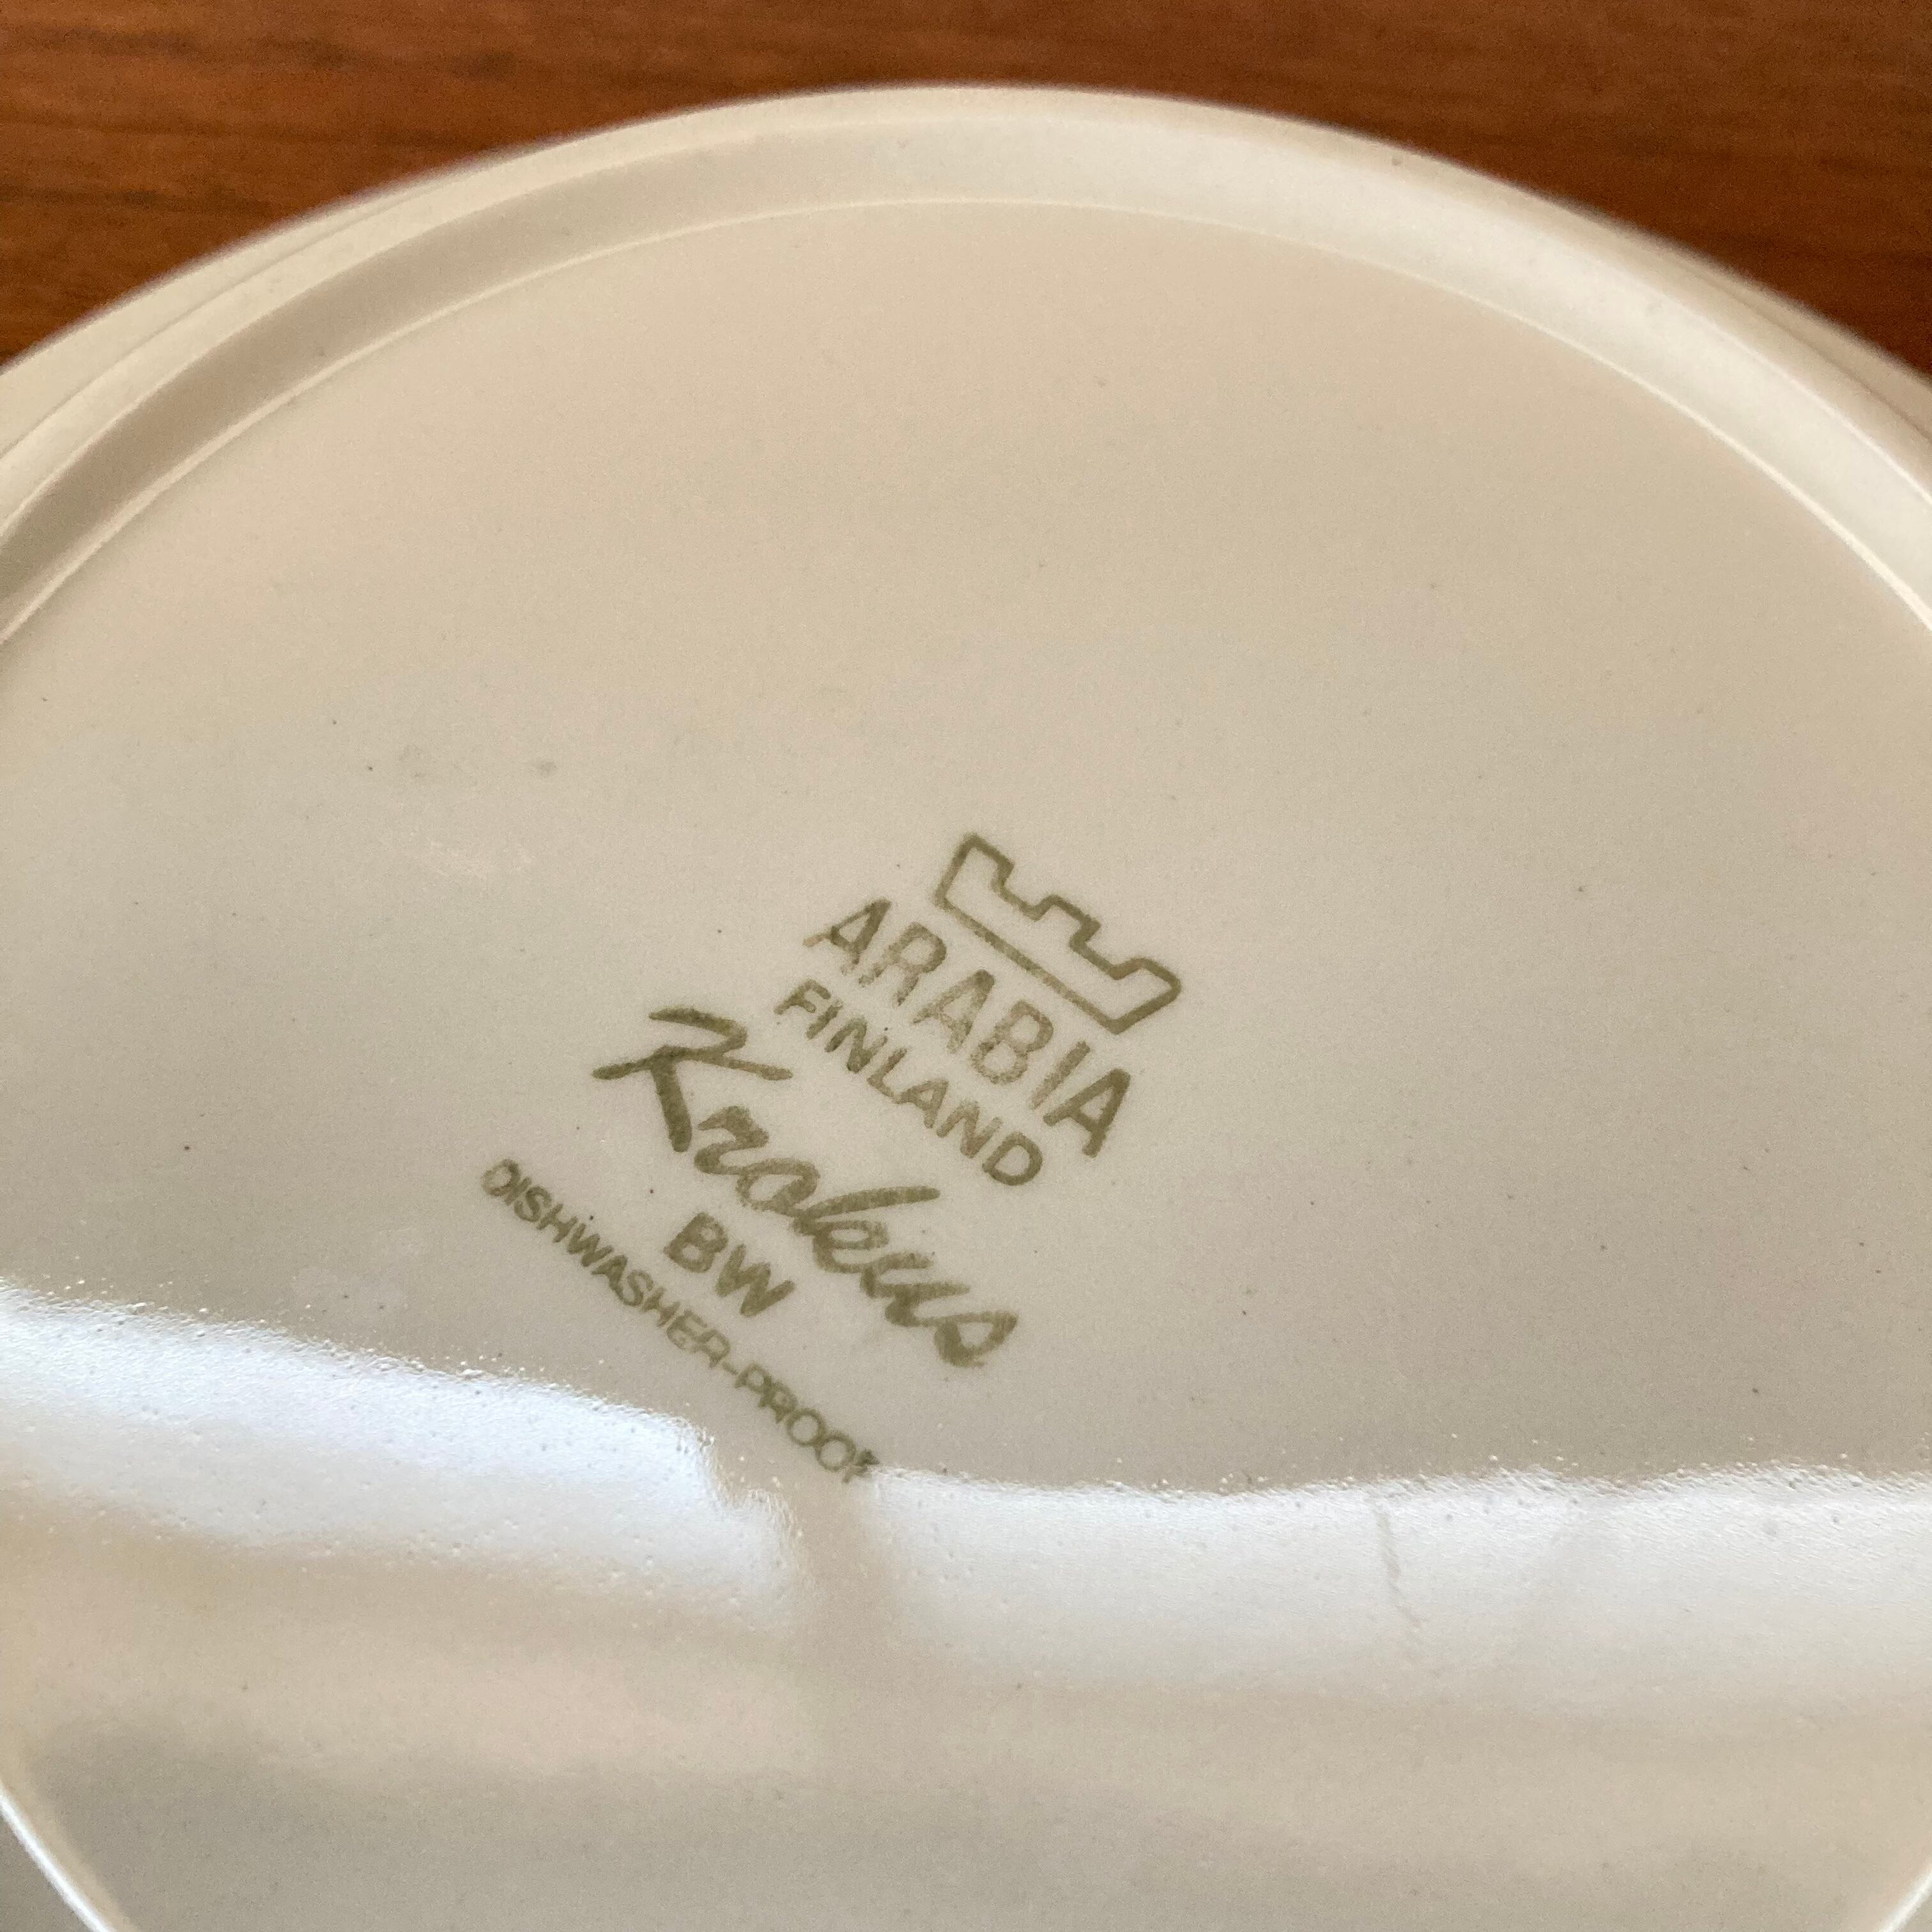 ARABIA
FINLAND
Krokus
BW
DISHWASHER-PROOF